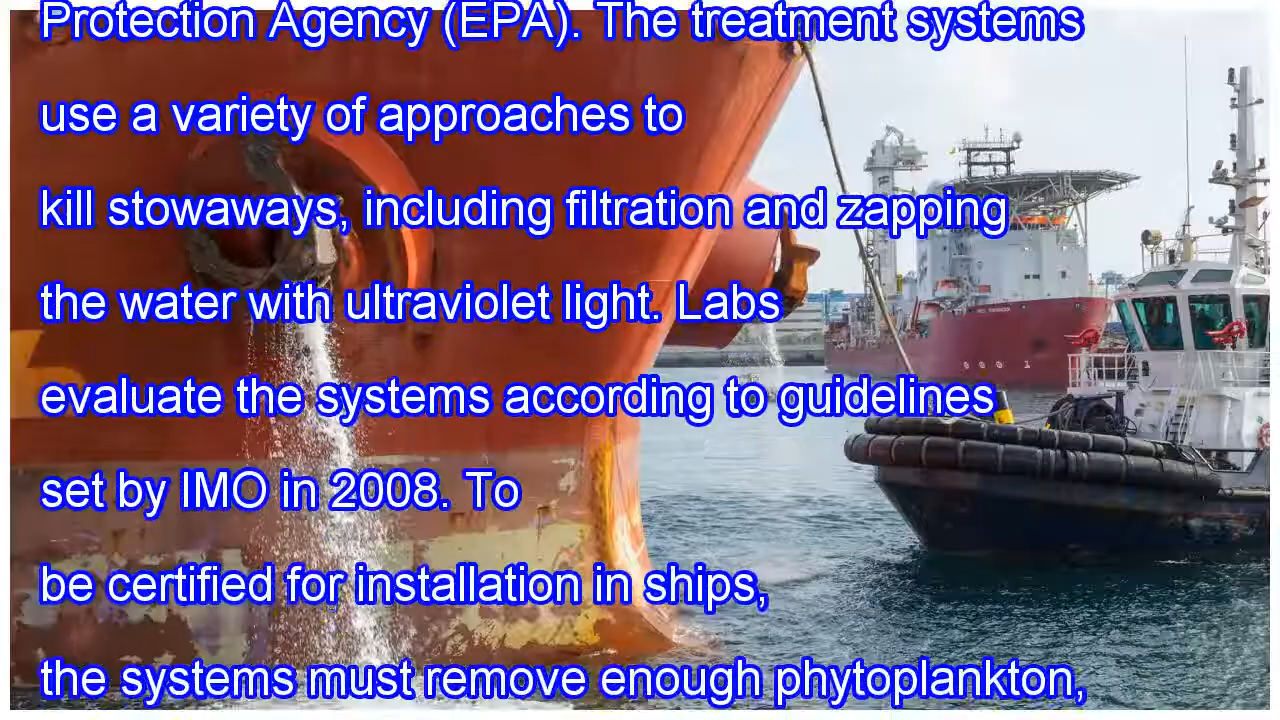 Protection Agency (EPA). The treatment systems
use a variety of approaches to
kill stowaways, including filtration and zapping
the water with ultraviolet light. Labs
evaluate the systems according to guidelines
set by IMO in 2008. To
be certified for installation in ships,
the systems must remove enough phytoplankton,